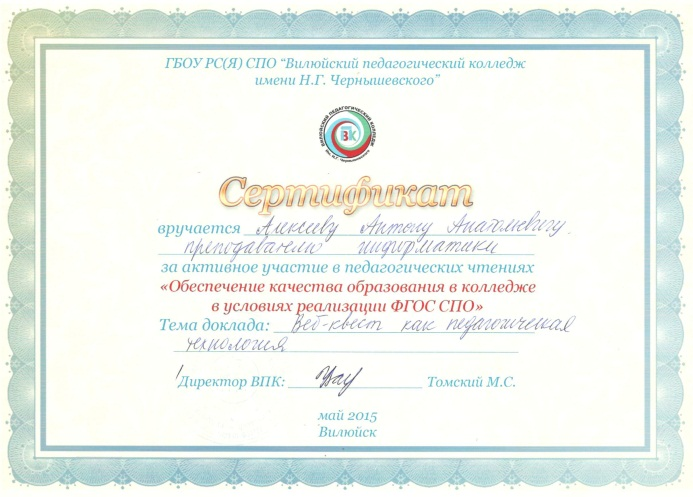 ГБОУ РС(Я) СПО “Вилюйский педагогический колледж
имени Н.Г. Чернышевского”
ВИЛЮЙСКИЙ ПЕДАГОГИЧЕСКИЙ КОЛЛЕДЖ
им. Н.Г. Чернышевского
ВПК
Сертификат
вручается Алексееву Антону Анатольевичу.
преподавателю информатики
за активное участие в педагогических чтениях
«Обеспечение качества образования в колледже
в условиях реализации ФГОС СПО»
Тема доклада: Веб-квест как педагогическая
технология
Директор ВПК: Томский М.С.
май 2015
Вилюйск